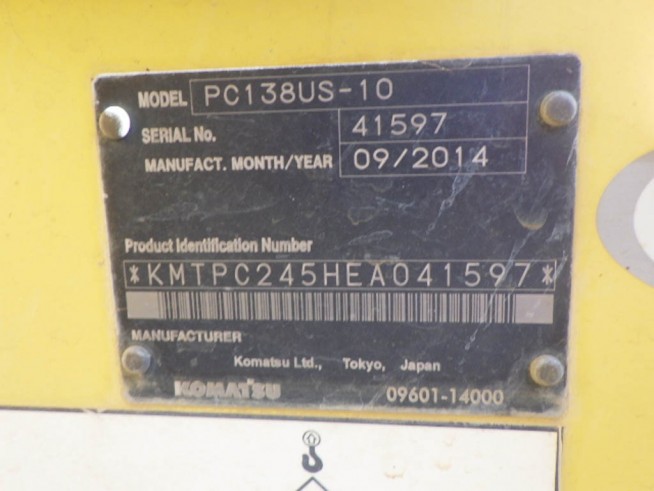 MODEL PC138US-10
SERIAL No. 41597
MANUFACT. MONTH/YEAR 09/2014
Product Identification Number
*KMTPC245HEA041597*
MANUFACTURER
Komatsu Ltd., Tokyo, Japan
KOMATSU 09601-14000